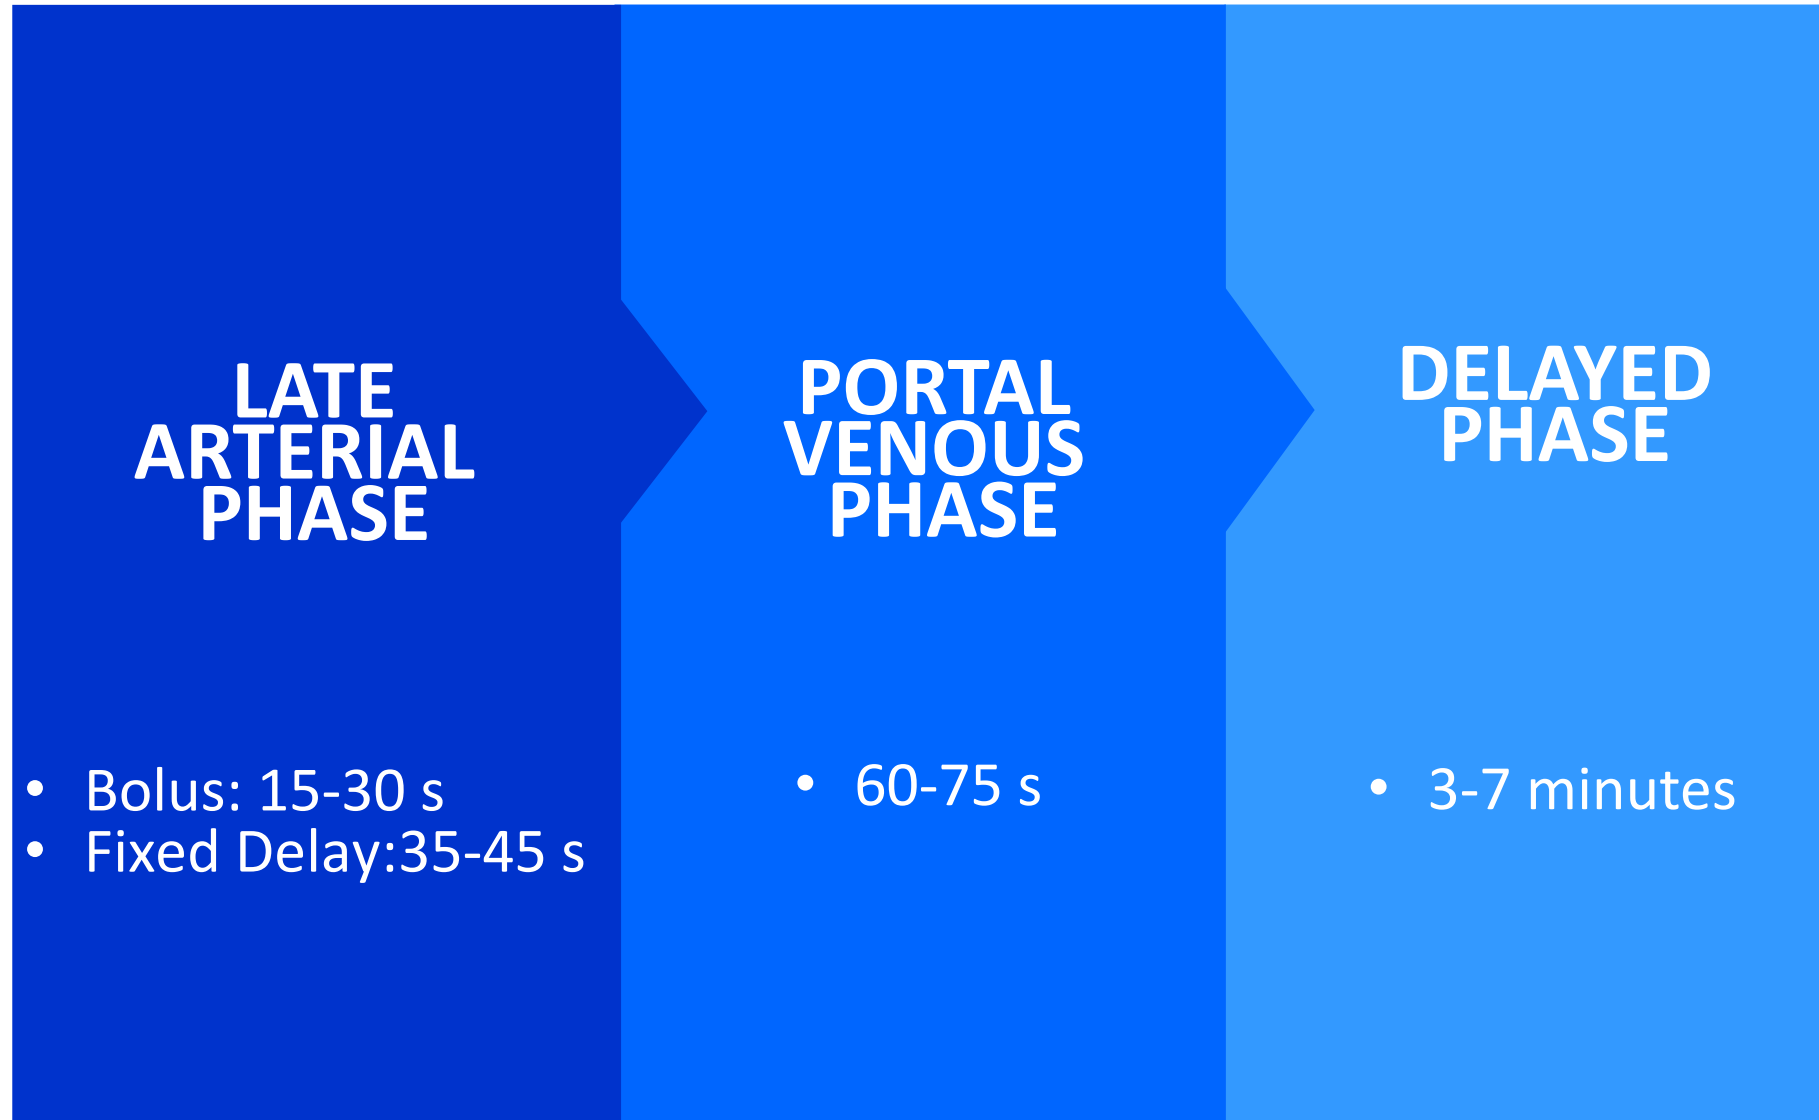 LATE
ARTERIAL
PHASE
• Bolus: 15-30 s
• Fixed Delay:35-45 s
PORTAL
VENOUS
PHASE
• 60-75 s
DELAYED
PHASE
• 3-7 minutes